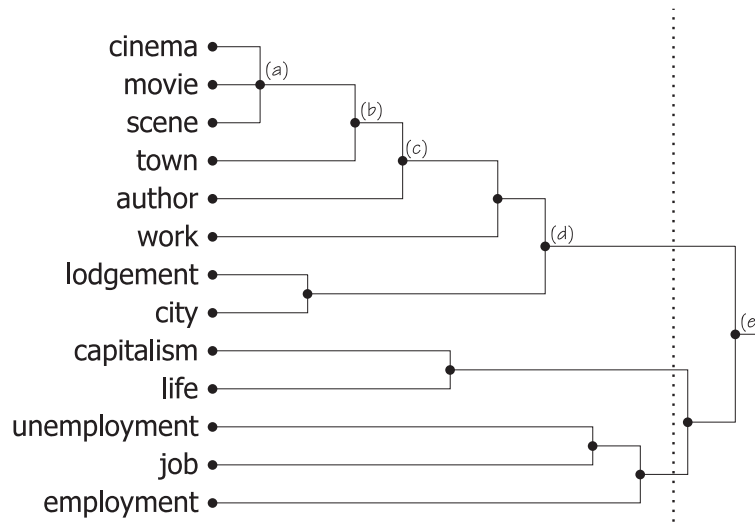 cinema
(a)
movie
(b)
scene
(c)
town
author
work
(d)
lodgement
city
(e
capitalism
life
unemployment
job
employment